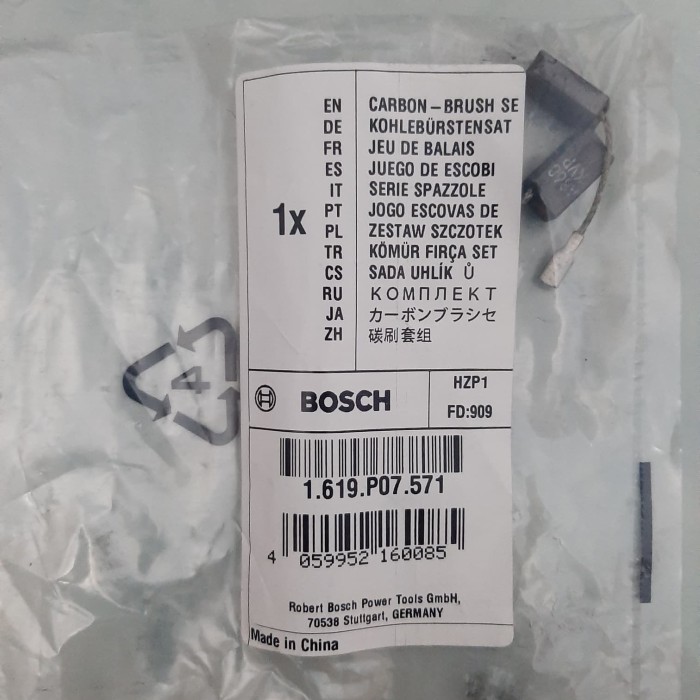 1x
EN CARBON-BRUSH SE
DE KOHLEBÜRSTENSAT
FR JEU DE BALAIS
ES JUEGO DE ESCOBI
IT SERIE SPAZZOLE
PT JOGO ESCOVAS DE
PL ZESTAW SZCZOTEK
TR KÖMÜR FIRÇA SET
CS SADA UHLÍK Ů
RU КОМПЛЕКТ
JA カーボンブラシセ
ZH 碳刷套组
BOSCH
HZP1
FD:909
1.619.P07.571
4 059952 160085
Robert Bosch Power Tools GmbH,
70538 Stuttgart, GERMANY
Made in China
4